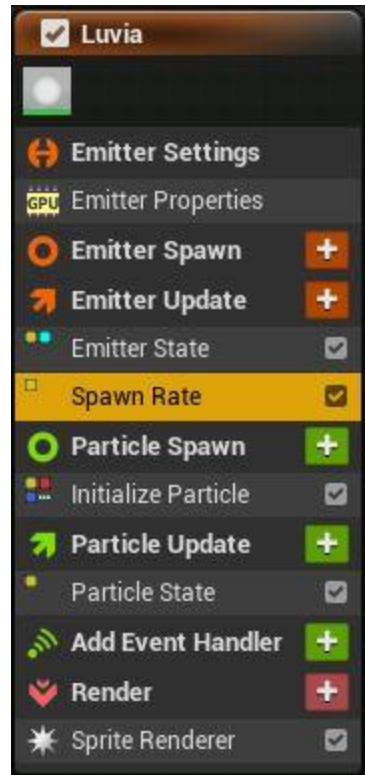 Luvia
Emitter Settings
GPU Emitter Properties
Emitter Spawn
Emitter Update
Emitter State
Spawn Rate
Particle Spawn
Initialize Particle
Particle Update
Particle State
Add Event Handler
Render
Sprite Renderer